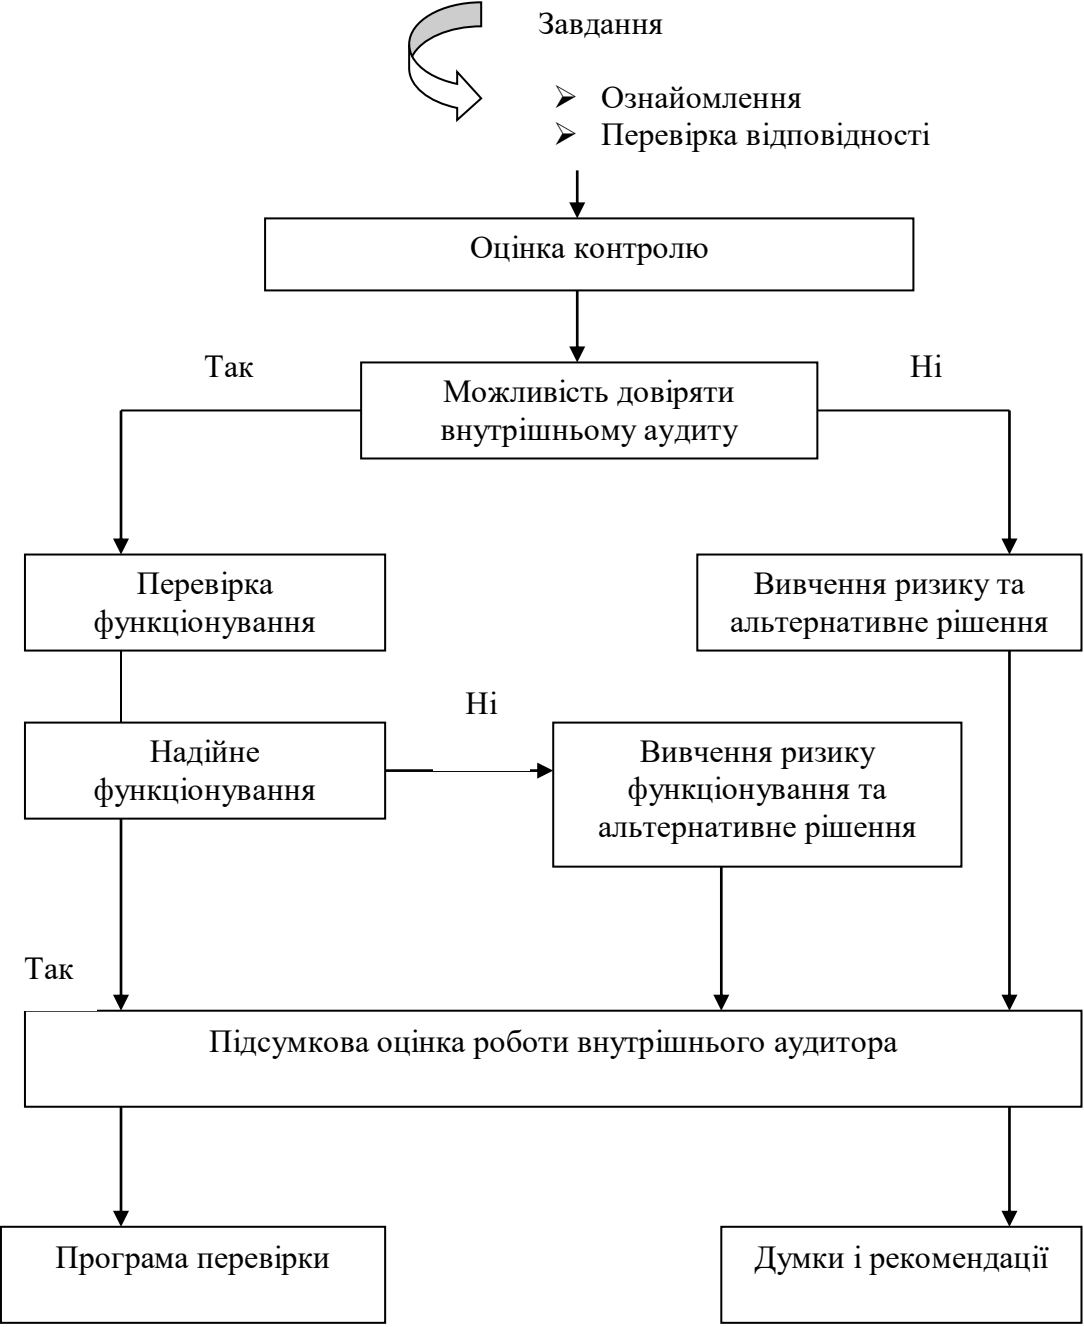 Завдання
Ознайомлення
Перевірка відповідності
Оцінка контролю
Так
Ні
Можливість довіряти
внутрішньому аудиту
Перевірка
функціонування
Вивчення ризику та
альтернативне рішення
Ні
Надійне
функціонування
Вивчення ризику
функціонування та
альтернативне рішення
Так
Підсумкова оцінка роботи внутрішнього аудитора
Програма перевірки
Думки і рекомендації